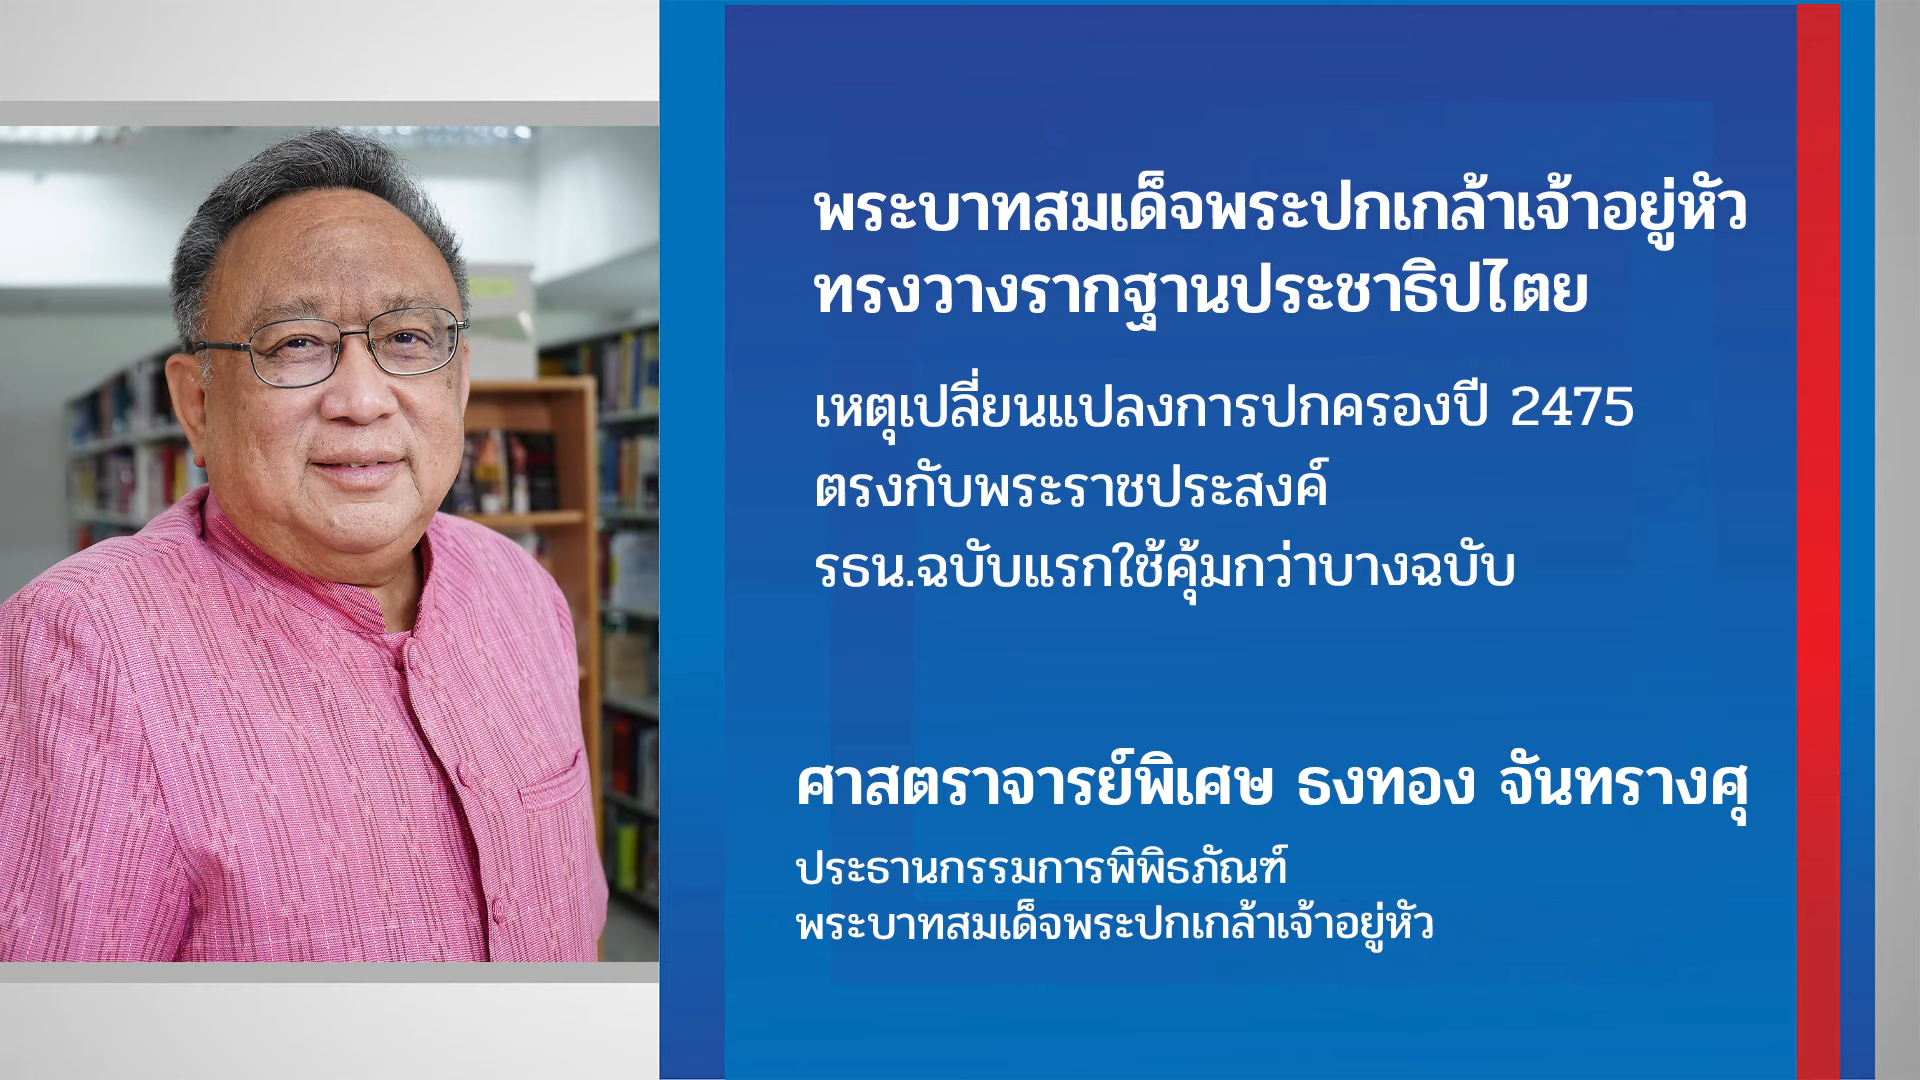 พระบาทสมเด็จพระปกเกล้าเจ้าอยู่หัว
ทรงวางรากฐานประชาธิปไตย
เหตุเปลี่ยนแปลงการปกครองปี 2475
ตรงกับพระราชประสงค์
รธน.ฉบับแรกใช้คุ้มกว่าบางฉบับ
ศาสตราจารย์พิเศษ ธงทอง จันทรางศุ
ประธานกรรมการพิพิธภัณฑ์
พระบาทสมเด็จพระปกเกล้าเจ้าอยู่หัว